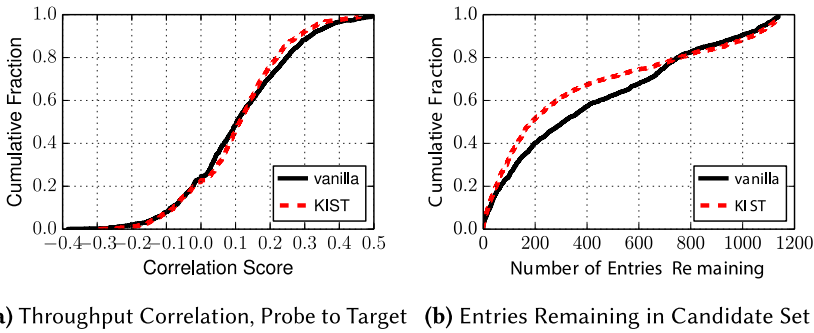 1.0
0.8
0.6
0.4
0.2
0.0
Cumulative Fraction
−0.4−0.3−0.2−0.1 0.0 0.1 0.2 0.3 0.4 0.5
Correlation Score
vanilla
KIST
1.0
0.8
0.6
0.4
0.2
0.0
Cumulative Fraction
0 200 400 600 800 1000 1200
Number of Entries Remaining
vanilla
KIST
) Throughput Correlation, Probe to Target
(b) Entries Remaining in Candidate Set